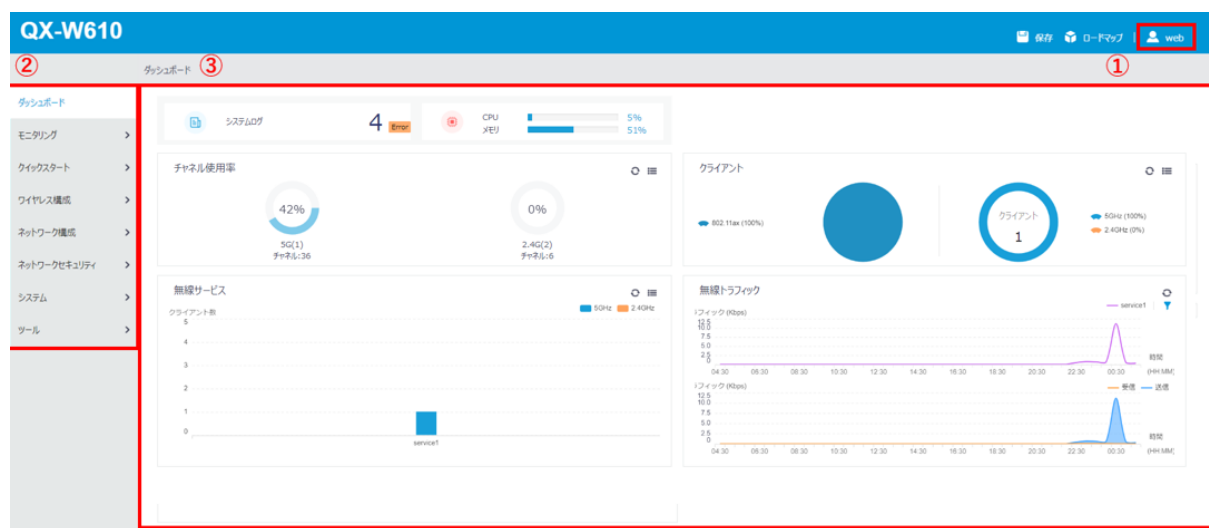 QX-W610
保存 ロードマップ | web
② ダッシュボード ③ ①
ダッシュボード
モニタリング
クイックスタート
ワイヤレス構成
ネットワーク構成
ネットワークセキュリティ
システム
ツール
システムログ 4 Error
CPU 5%
メモリ 51%
チャネル使用率
42%
5G(1)
チャネル:36
0%
2.4G(2)
チャネル:6
クライアント
802.11ax (100%)
クライアント
1
5GHz (100%)
2.4GHz (0%)
無線サービス
5GHz 2.4GHz
クライアント数
5
4
3
2
1
0
service1
無線トラフィック
service1
フィック (Kbps)
12.5
10.0
7.5
5.0
2.5
0
時間
04:30 06:30 08:30 10:30 12:30 14:30 16:30 18:30 20:30 22:30 00:30 (HH:MM)
フィック (Kbps)
受信 送信
12.5
10.0
7.5
5.0
2.5
0
時間
04:30 06:30 08:30 10:30 12:30 14:30 16:30 18:30 20:30 22:30 00:30 (HH:MM)